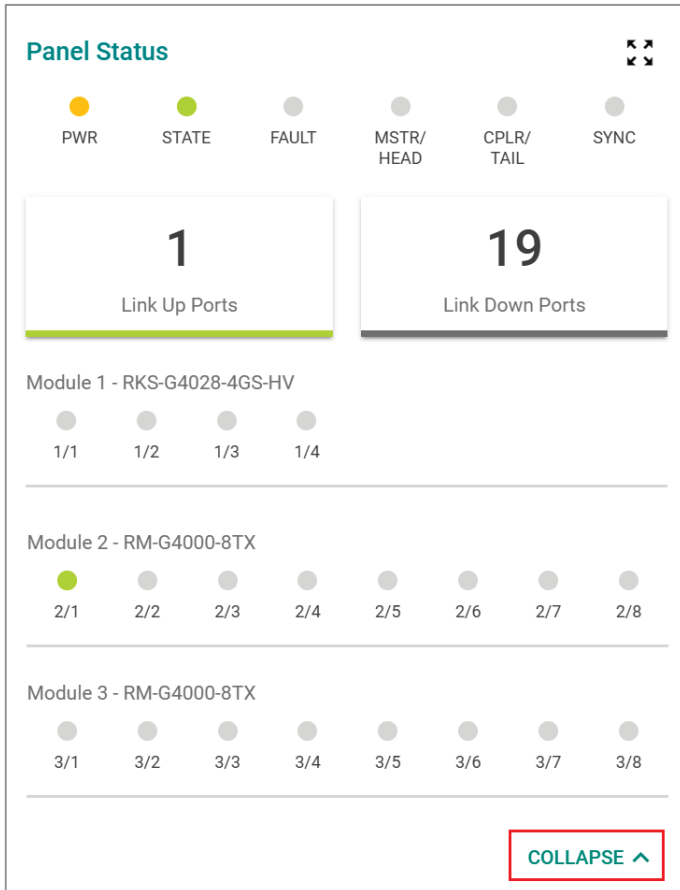 Panel Status
PWR STATE FAULT MSTR/ CPLR/ SYNC
HEAD TAIL
1 19
Link Up Ports Link Down Ports
Module 1 - RKS-G4028-4GS-HV
1/1 1/2 1/3 1/4
Module 2 - RM-G4000-8TX
2/1 2/2 2/3 2/4 2/5 2/6 2/7 2/8
Module 3 - RM-G4000-8TX
3/1 3/2 3/3 3/4 3/5 3/6 3/7 3/8
COLLAPSE